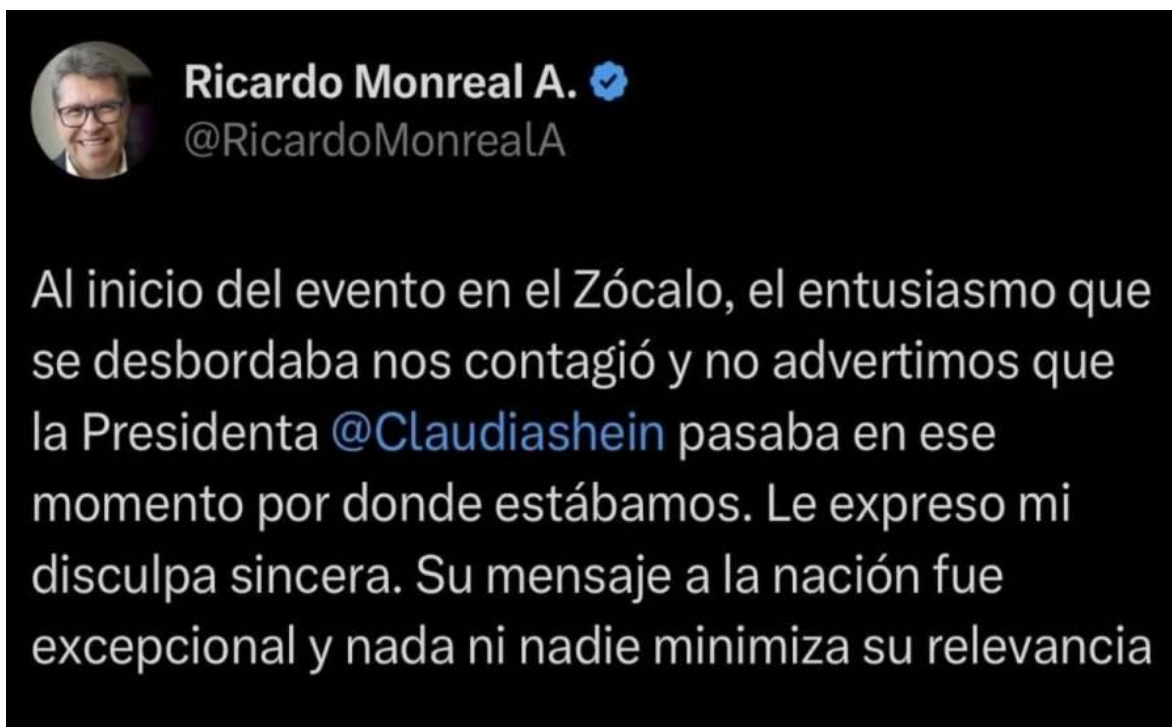 Ricardo Monreal A.
@RicardoMonrealA
Al inicio del evento en el Zócalo, el entusiasmo que
se desbordaba nos contagió y no advertimos que
la Presidenta @Claudiashein pasaba en ese
momento por donde estábamos. Le expreso mi
disculpa sincera. Su mensaje a la nación fue
excepcional y nada ni nadie minimiza su relevancia